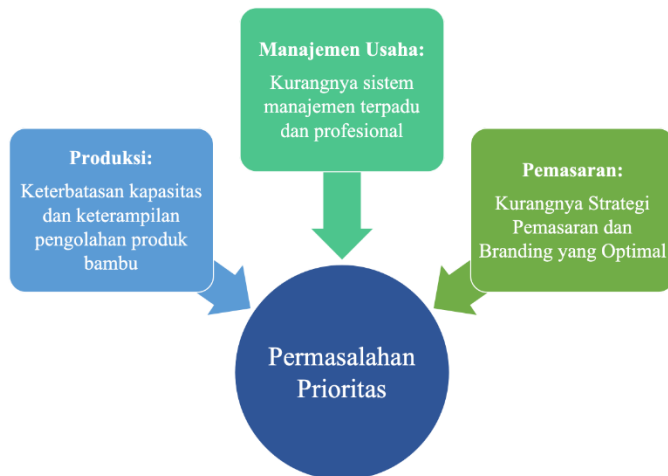 Manajemen Usaha:
Kurangnya sistem
manajemen terpadu
dan profesional
Produksi:
Keterbatasan kapasitas
dan keterampilan
pengolahan produk
bambu
Pemasaran:
Kurangnya Strategi
Pemasaran dan
Branding yang Optimal
Permasalahan
Prioritas